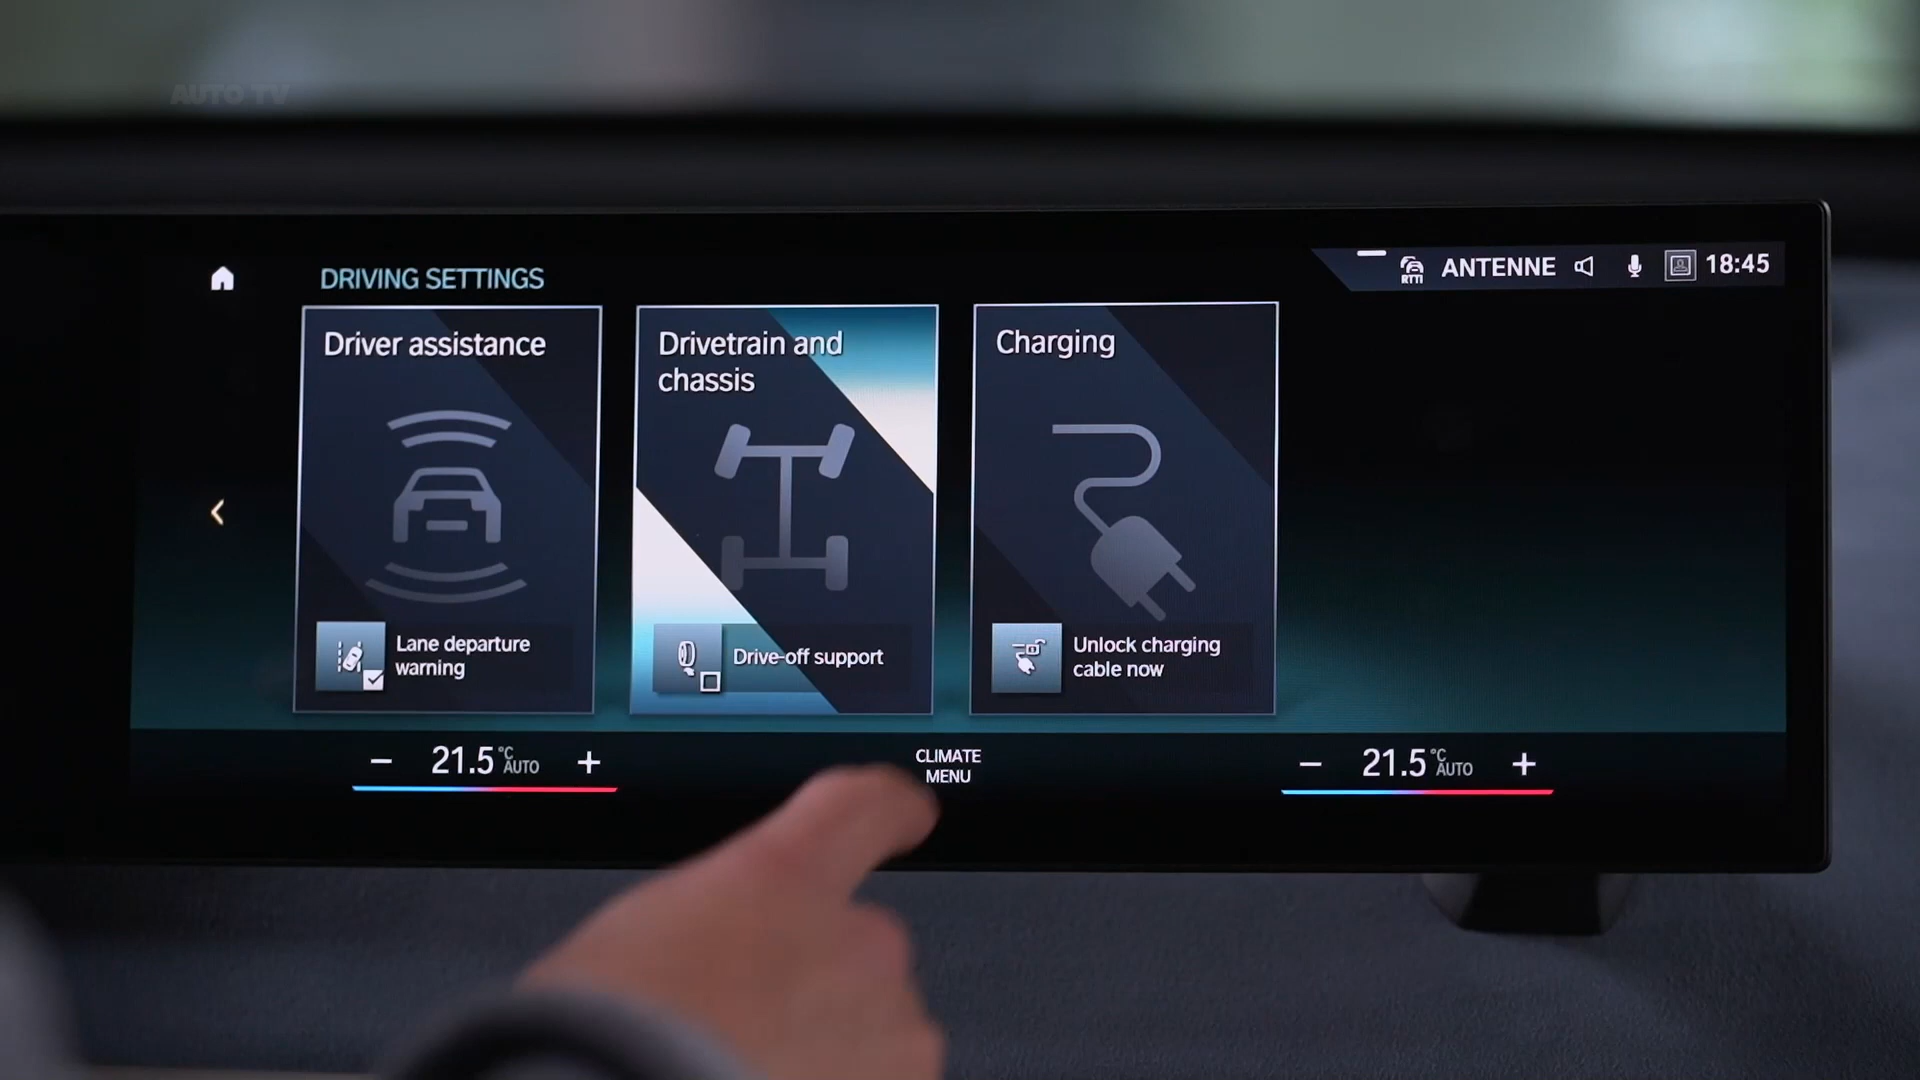 AUTO TV
DRIVING SETTINGS
RTTI
ANTENNE
18:45
Driver assistance
Lane departure
warning
Drivetrain and
chassis
Drive-off support
Charging
Unlock charging
cable now
− 21.5 °C AUTO +
CLIMATE
MENU
− 21.5 °C AUTO +